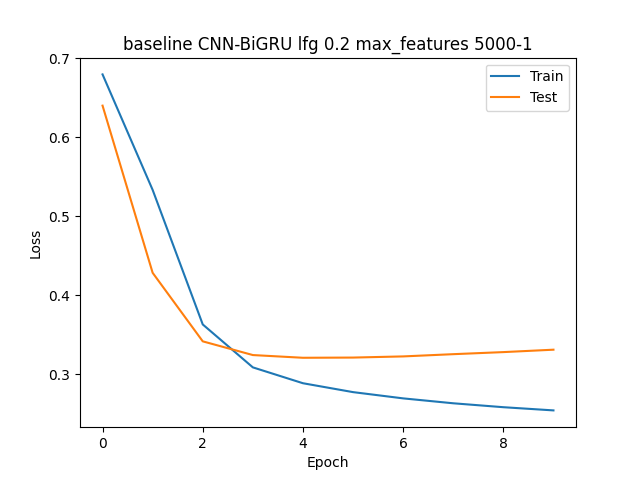 baseline CNN-BiGRU lfg 0.2 max_features 5000-1
Train
Test
Loss
0.7
0.6
0.5
0.4
0.3
0 2 4 6 8
Epoch